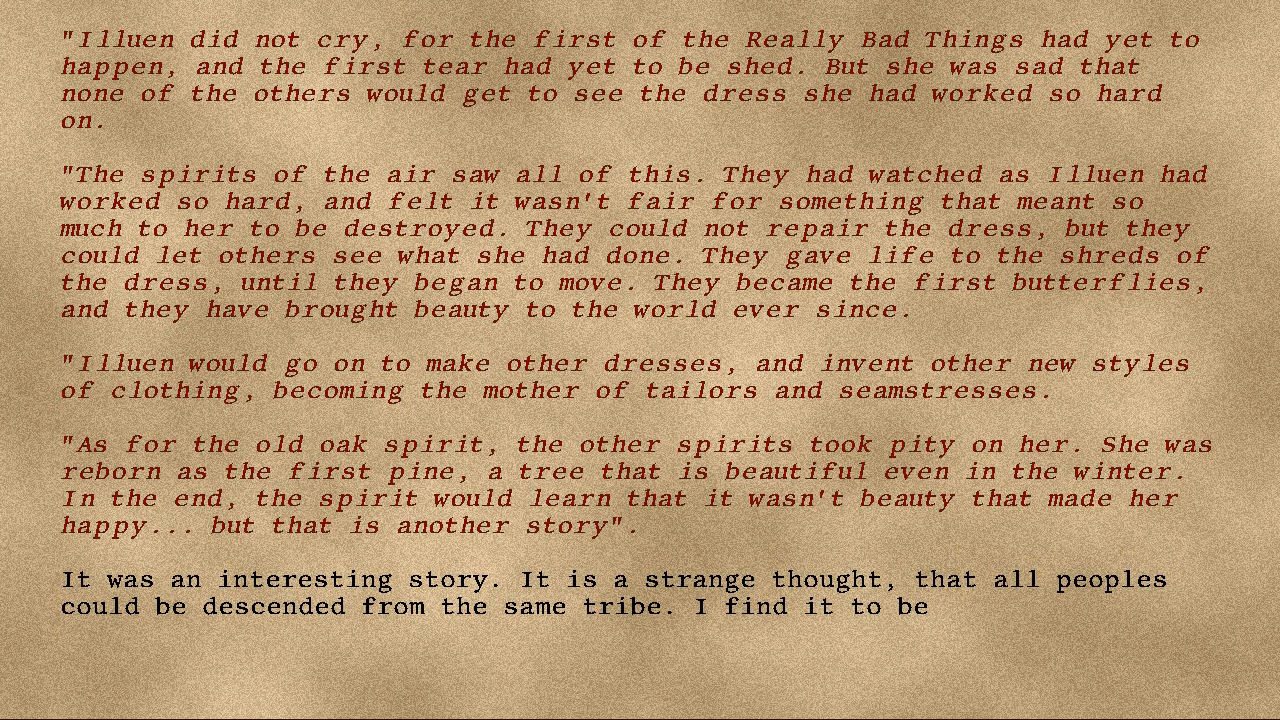 "Illuen did not cry, for the first of the Really Bad Things had yet to
happen, and the first tear had yet to be shed. But she was sad that
none of the others would get to see the dress she had worked so hard
on.
"The spirits of the air saw all of this. They had watched as Illuen had
worked so hard, and felt it wasn't fair for something that meant so
much to her to be destroyed. They could not repair the dress, but they
could let others see what she had done. They gave life to the shreds of
the dress, until they began to move. They became the first butterflies,
and they have brought beauty to the world ever since.
"Illuen would go on to make other dresses, and invent other new styles
of clothing, becoming the mother of tailors and seamstresses.
"As for the old oak spirit, the other spirits took pity on her. She was
reborn as the first pine, a tree that is beautiful even in the winter.
In the end, the spirit would learn that it wasn't beauty that made her
happy... but that is another story".
It was an interesting story. It is a strange thought, that all peoples
could be descended from the same tribe. I find it to be